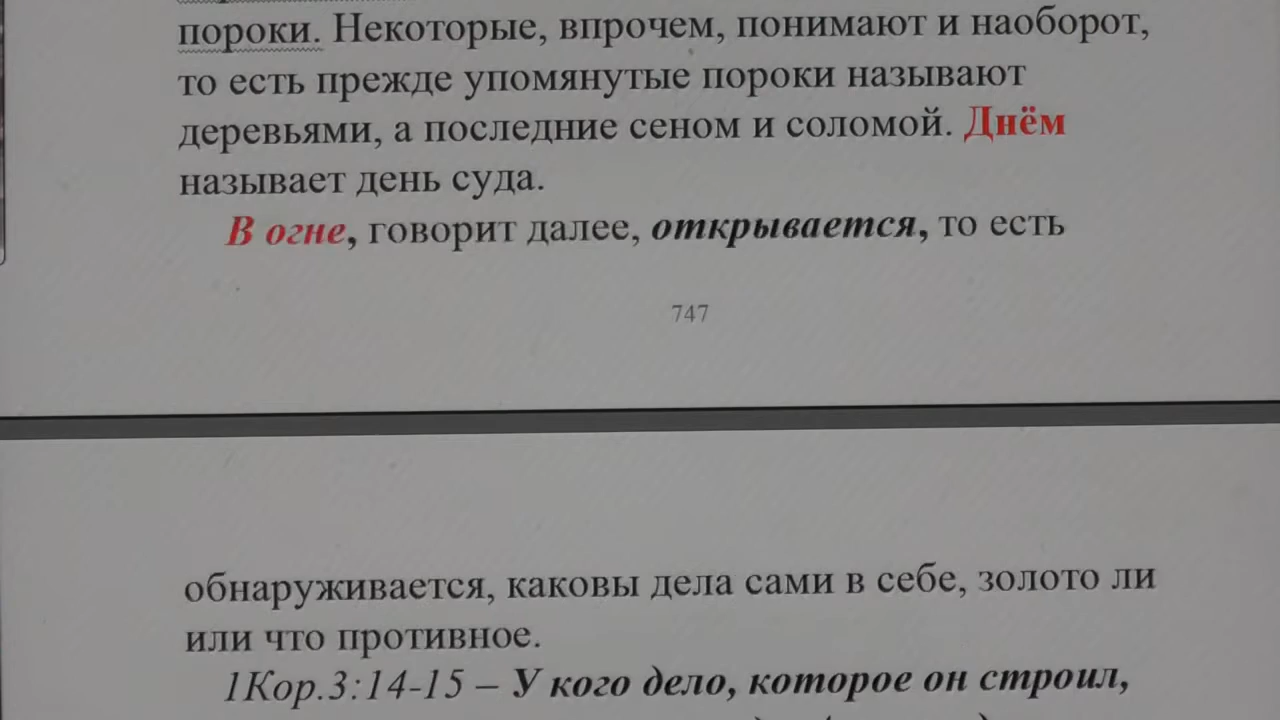 пороки. Некоторые, впрочем, понимают и наоборот,
то есть прежде упомянутые пороки называют
деревьями, а последние сеном и соломой. Днём
называет день суда.
В огне, говорит далее, открывается, то есть
747
обнаруживается, каковы дела сами в себе, золото ли
или что противное.
1Кор.3:14-15 – У кого дело, которое он строил,